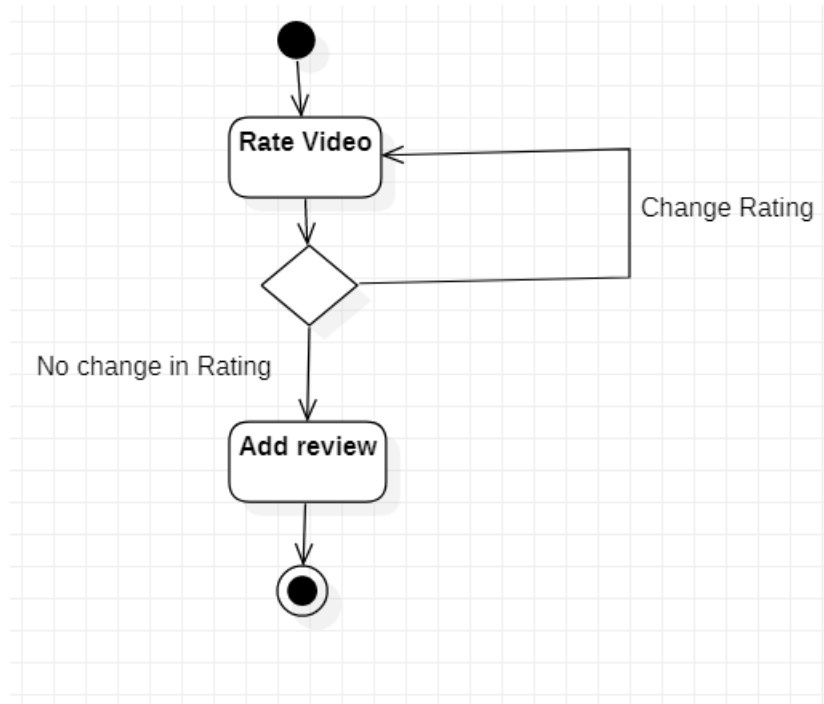 Rate Video
Change Rating
No change in Rating
Add review